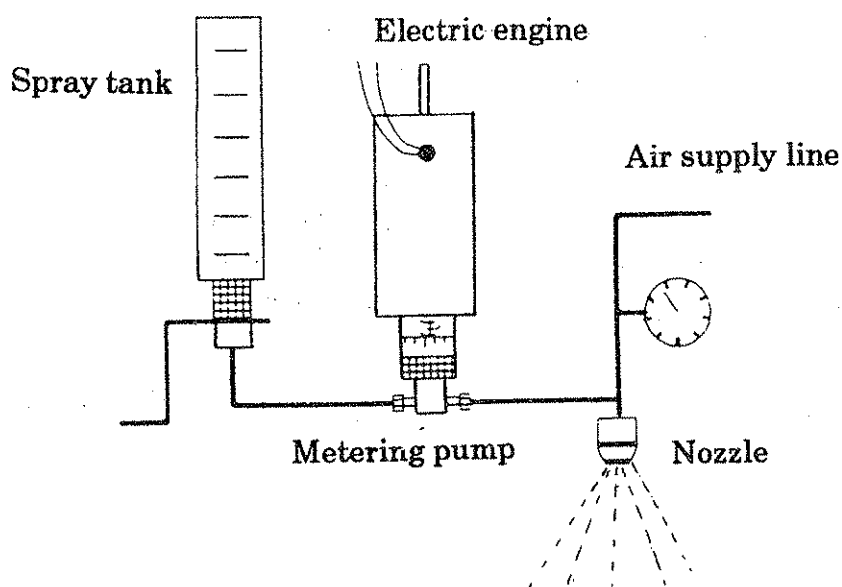 Electric engine
Spray tank
Air supply line
Metering pump
Nozzle